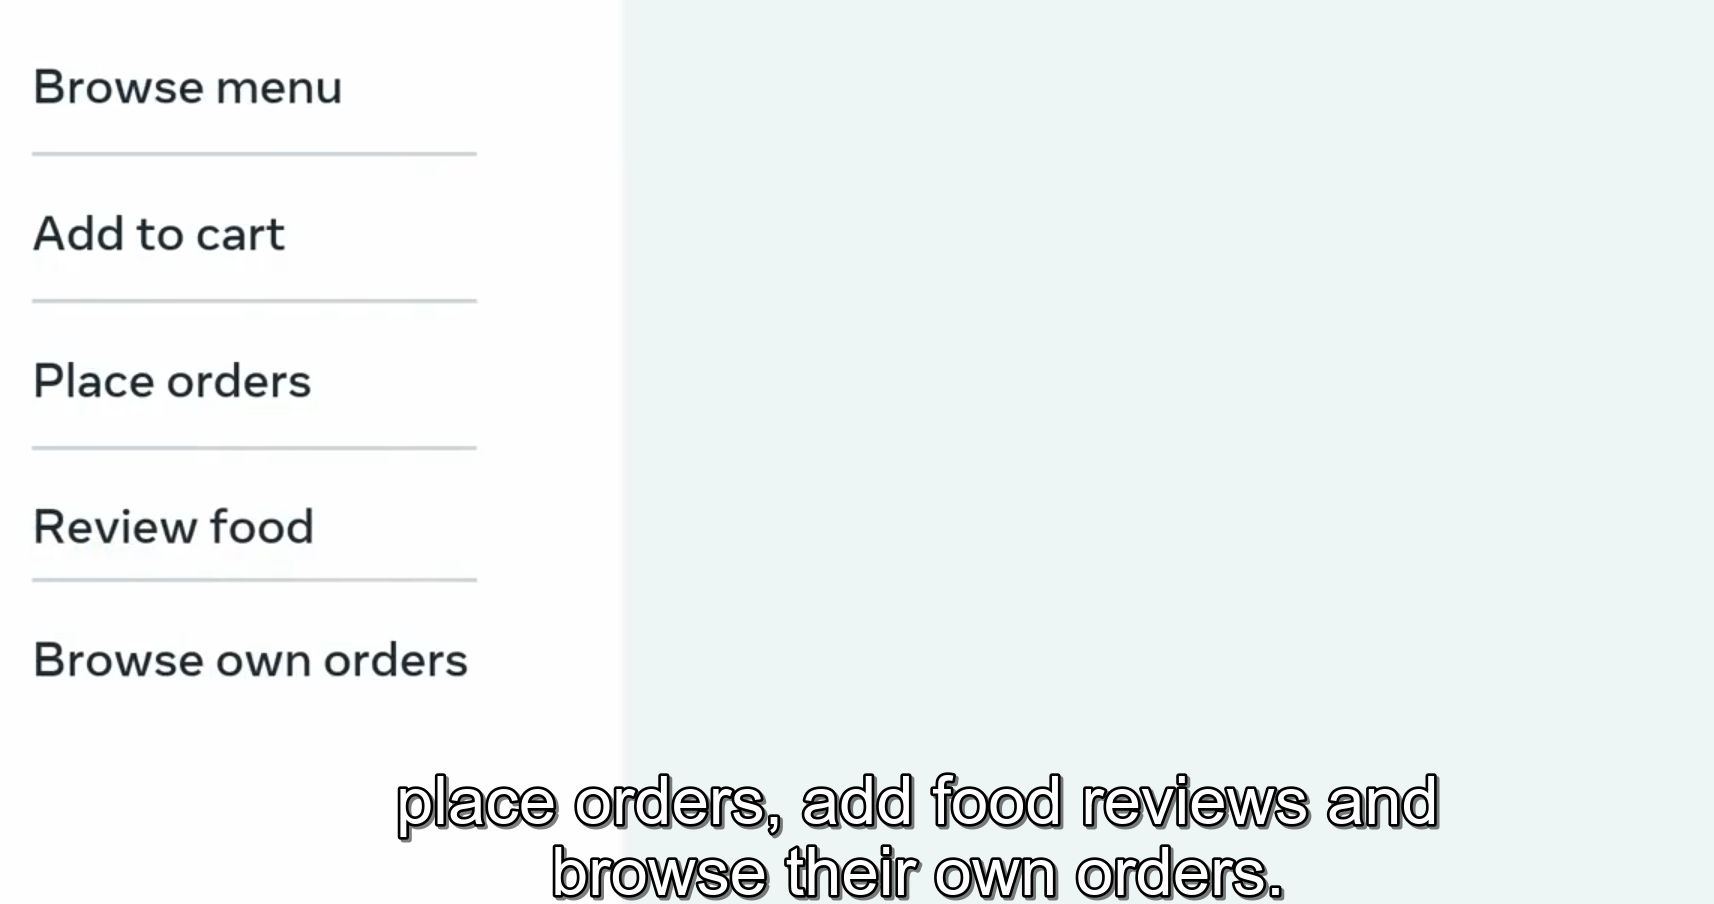 Browse menu
Add to cart
Place orders
Review food
Browse own orders
place orders, add food reviews and
browse their own orders.